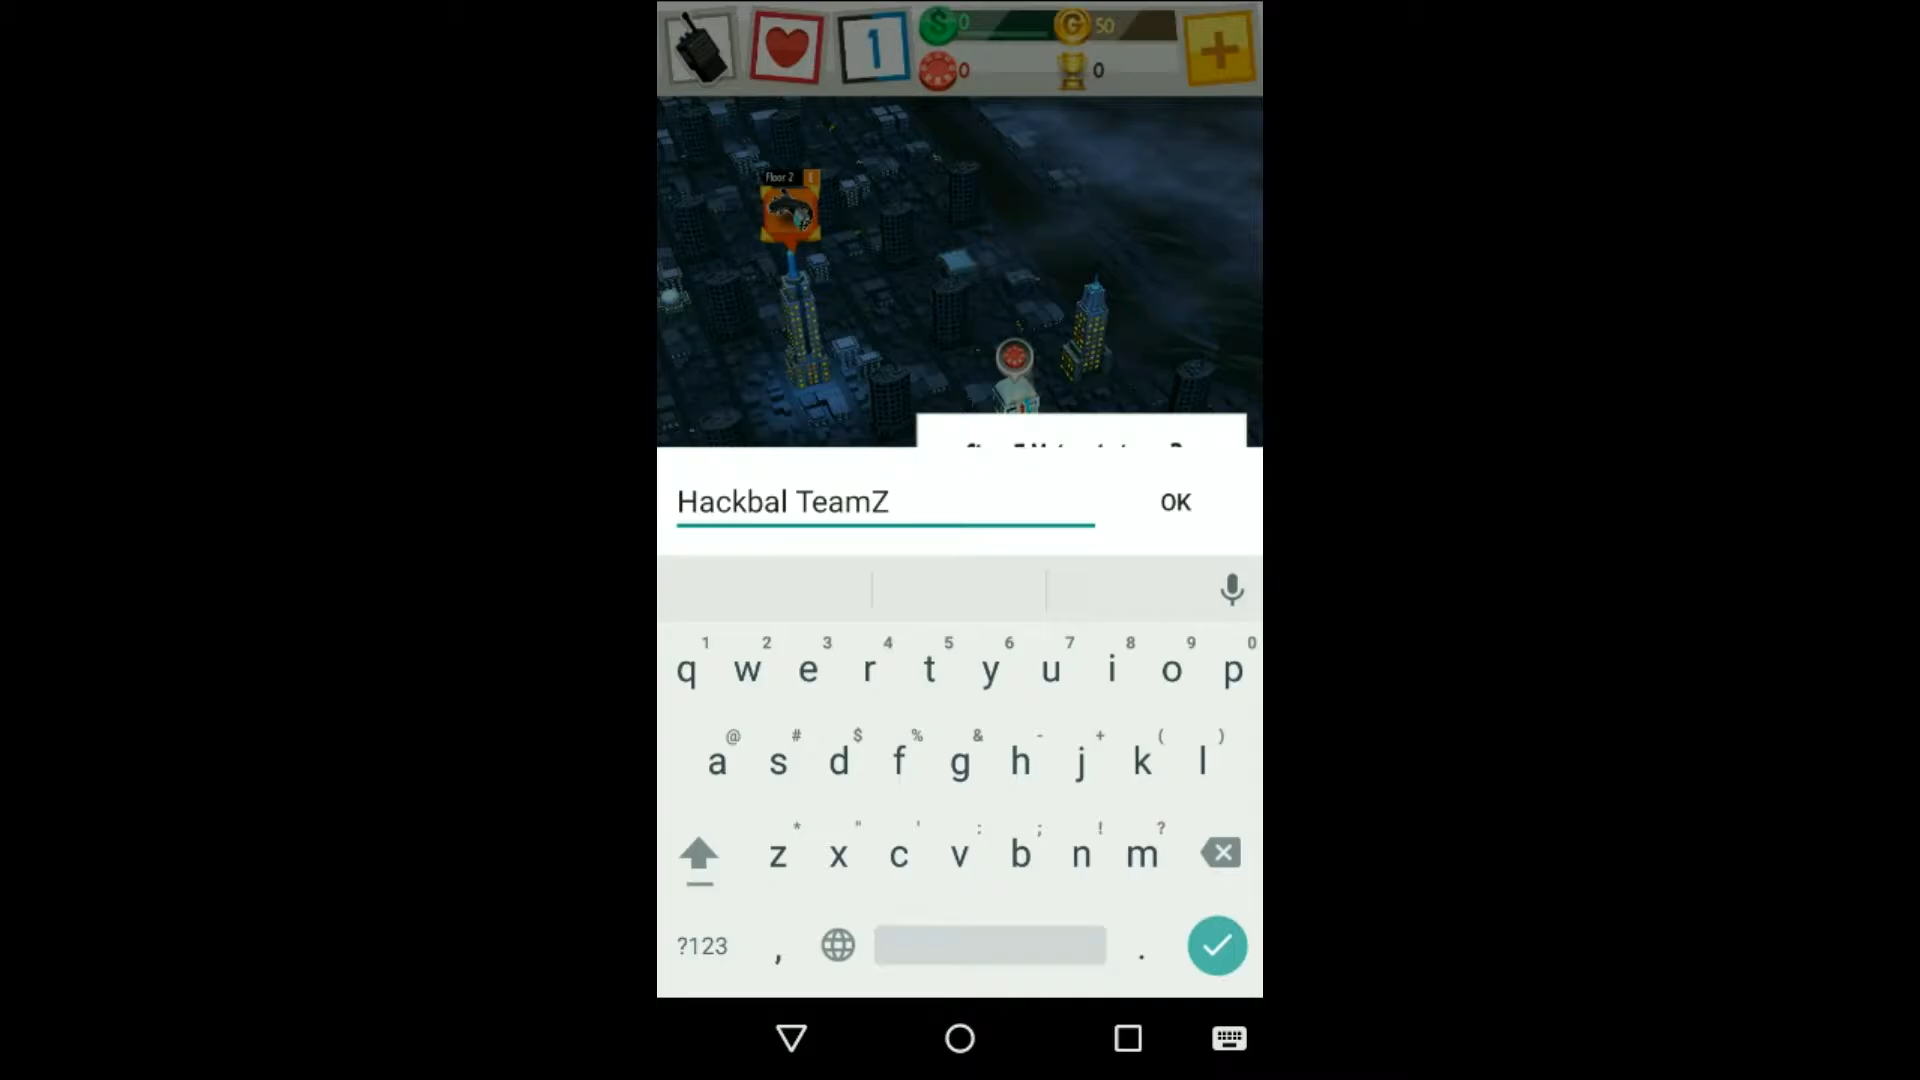 1
0
50
0
0
Floor 2
Hackbal TeamZ
OK
1 2 3 4 5 6 7 8 9 0
q w e r t y u i o p
@ # $ % & - + ( )
a s d f g h j k l
* " ' : ; ! ?
z x c v b n m
?123 , .